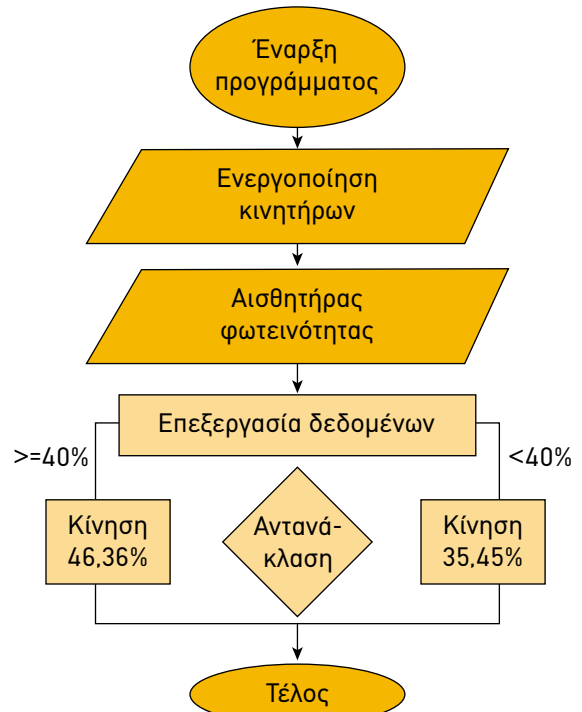 Έναρξη
προγράμματος
Ενεργοποίηση
κινητήρων
Αισθητήρας
φωτεινότητας
Επεξεργασία δεδομένων
>=40%
<40%
Κίνηση
46,36%
Αντανά-
κλαση
Κίνηση
35,45%
Τέλος